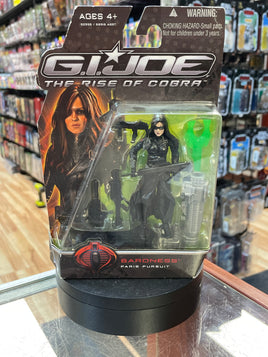 AGES 4+
WARNING:
CHOKING HAZARD-Small parts.
Not for children under 3 years.
G.I.JOE
THE RISE OF COBRA
BARONESS
PARIS PURSUIT